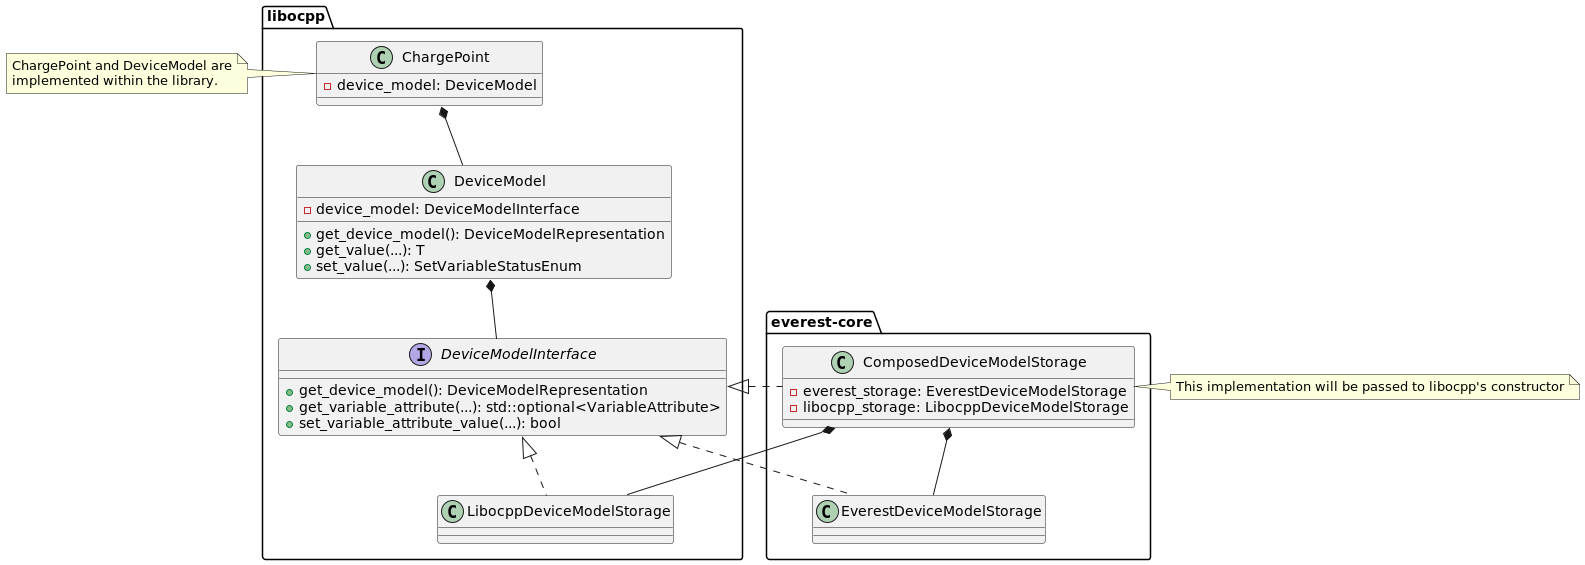 libocpp
C ChargePoint
device_model: DeviceModel
ChargePoint and DeviceModel are
implemented within the library.
C DeviceModel
device_model: DeviceModelInterface
get_device_model(): DeviceModelRepresentation
get_value(...): T
set_value(...): SetVariableStatusEnum
I DeviceModelInterface
get_device_model(): DeviceModelRepresentation
get_variable_attribute(...): std::optional<VariableAttribute>
set_variable_attribute_value(...): bool
C LibocppDeviceModelStorage
everest-core
C ComposedDeviceModelStorage
everest_storage: EverestDeviceModelStorage
libocpp_storage: LibocppDeviceModelStorage
This implementation will be passed to libocpp's constructor
C EverestDeviceModelStorage